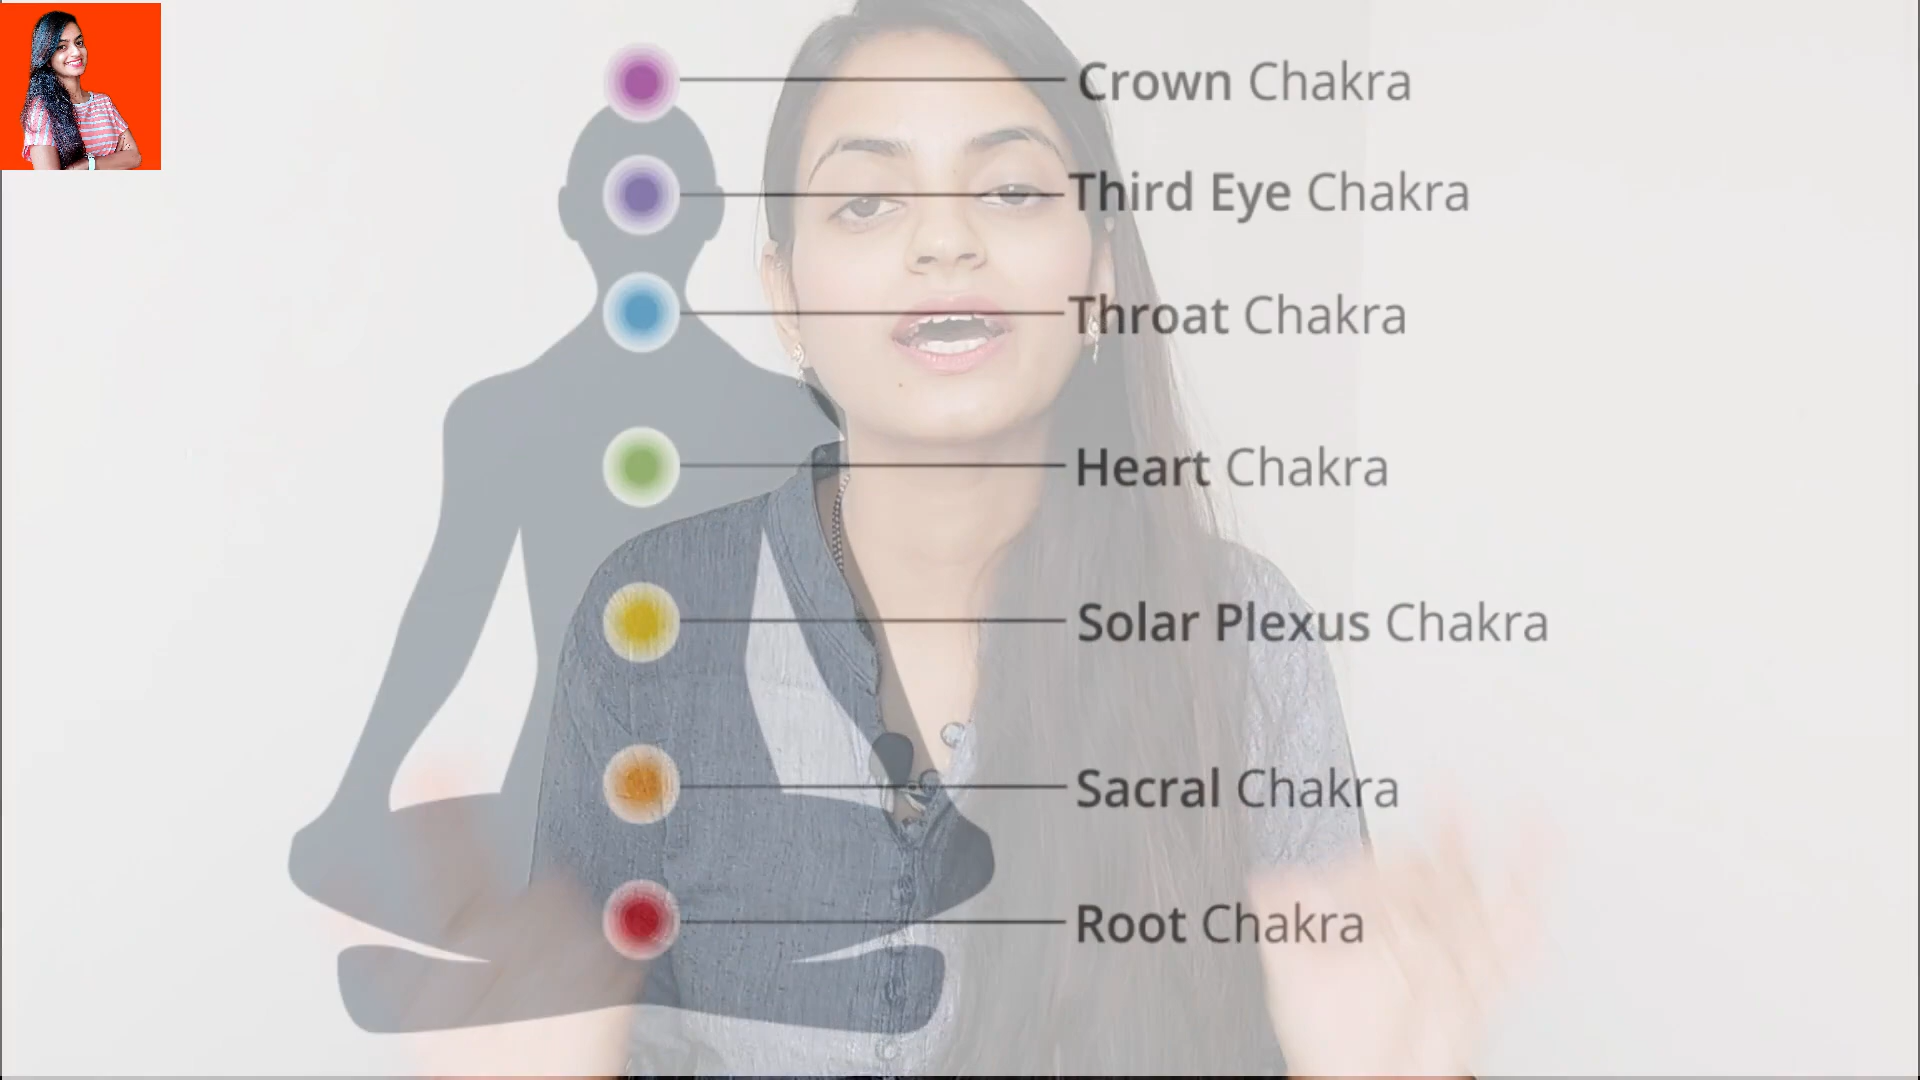 Crown Chakra
Third Eye Chakra
Throat Chakra
Heart Chakra
Solar Plexus Chakra
Sacral Chakra
Root Chakra